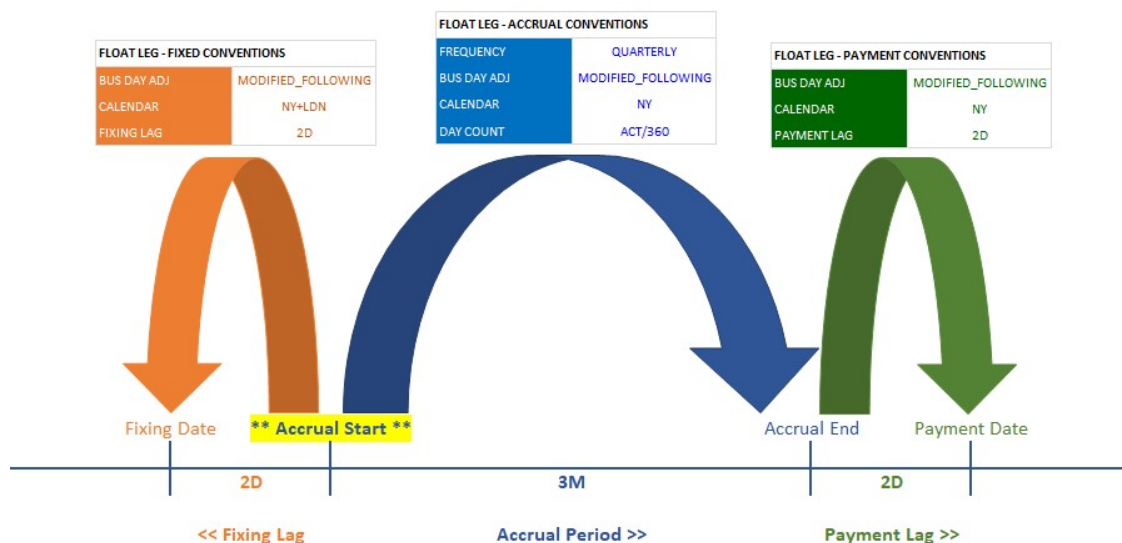 FLOAT LEG - FIXED CONVENTIONS
BUS DAY ADJ MODIFIED_FOLLOWING
CALENDAR NY+LDN
FIXING LAG 2D
FLOAT LEG - ACCRUAL CONVENTIONS
FREQUENCY QUARTERLY
BUS DAY ADJ MODIFIED_FOLLOWING
CALENDAR NY
DAY COUNT ACT/360
FLOAT LEG - PAYMENT CONVENTIONS
BUS DAY ADJ MODIFIED_FOLLOWING
CALENDAR NY
PAYMENT LAG 2D
Fixing Date ** Accrual Start ** Accrual End Payment Date
2D 3M 2D
<< Fixing Lag Accrual Period >> Payment Lag >>